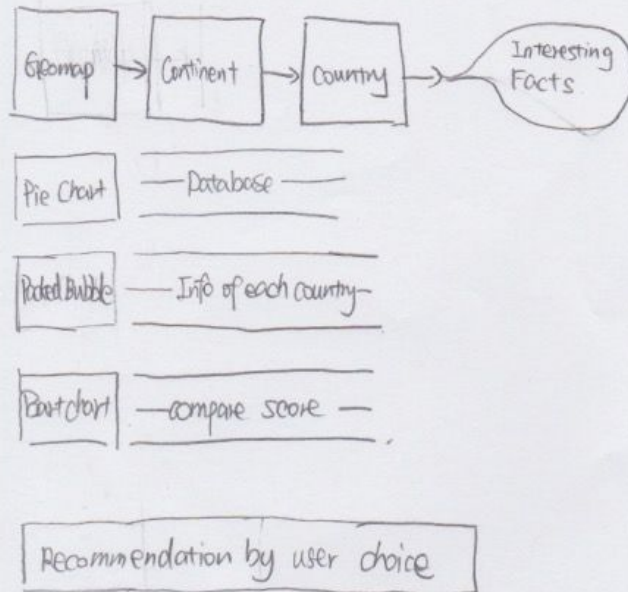 Geomap
Continent
Country
Interesting
Facts
Pie Chart
Database
Packed Bubble
Info of each country
Bart chart
compare score
Recommendation by user choice